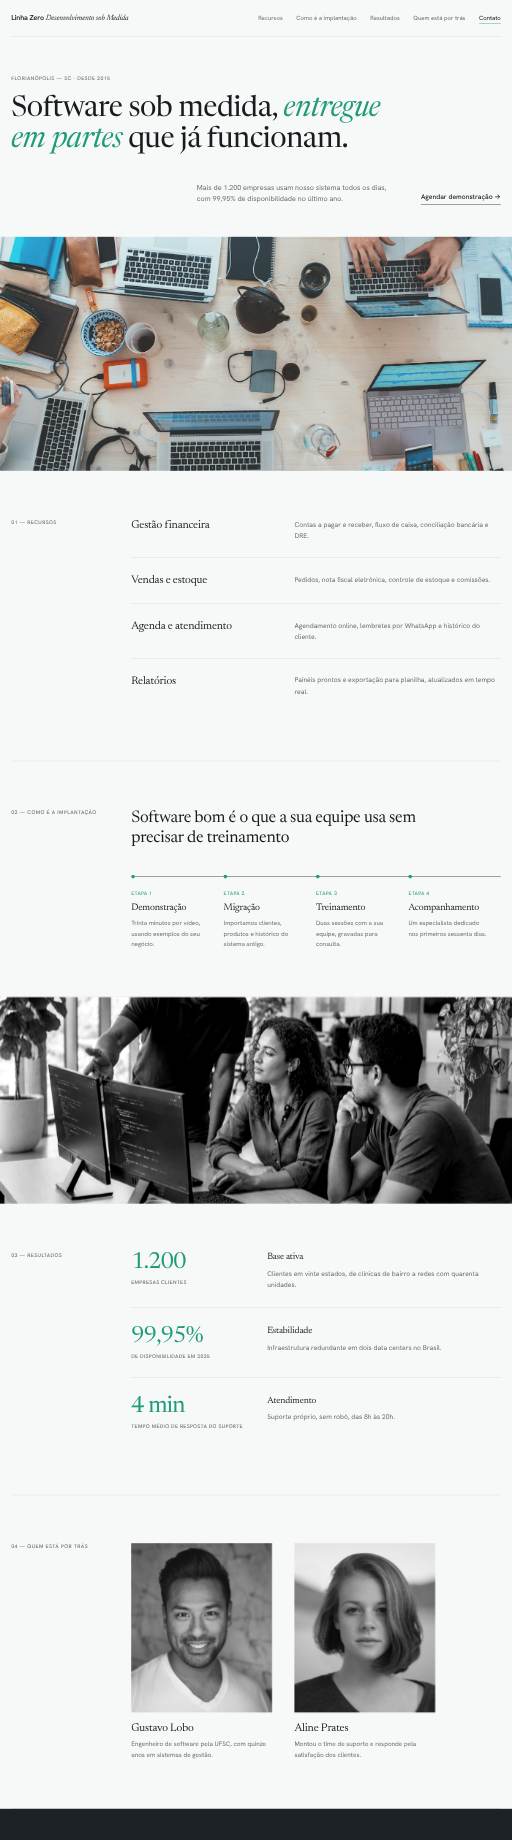 Linha Zero Desenvolvimento sob Medida
Recursos
Como é a implantação
Resultados
Quem está por trás
Contato
FLORIANÓPOLIS — SC · DESDE 2015
Software sob medida, entregue
em partes que já funcionam.
Mais de 1.200 empresas usam nosso sistema todos os dias,
com 99,95% de disponibilidade no último ano.
Agendar demonstração →
01 — RECURSOS
Gestão financeira
Contas a pagar e receber, fluxo de caixa, conciliação bancária e
DRE.
Vendas e estoque
Pedidos, nota fiscal eletrônica, controle de estoque e comissões.
Agenda e atendimento
Agendamento online, lembretes por WhatsApp e histórico do
cliente.
Relatórios
Painéis prontos e exportação para planilha, atualizados em tempo
real.
02 — COMO É A IMPLANTAÇÃO
Software bom é o que a sua equipe usa sem
precisar de treinamento
ETAPA 1
Demonstração
Trinta minutos por vídeo,
usando exemplos do seu
negócio.
ETAPA 2
Migração
Importamos clientes,
produtos e histórico do
sistema antigo.
ETAPA 3
Treinamento
Duas sessões com a sua
equipe, gravadas para
consulta.
ETAPA 4
Acompanhamento
Um especialista dedicado
nos primeiros sessenta dias.
03 — RESULTADOS
1.200
EMPRESAS CLIENTES
Base ativa
Clientes em vinte estados, de clínicas de bairro a redes com quarenta
unidades.
99,95%
DE DISPONIBILIDADE EM 2025
Estabilidade
Infraestrutura redundante em dois data centers no Brasil.
4 min
TEMPO MÉDIO DE RESPOSTA DO SUPORTE
Atendimento
Suporte próprio, sem robô, das 8h às 20h.
04 — QUEM ESTÁ POR TRÁS
Gustavo Lobo
Engenheiro de software pela UFSC, com quinze
anos em sistemas de gestão.
Aline Prates
Montou o time de suporte e responde pela
satisfação dos clientes.